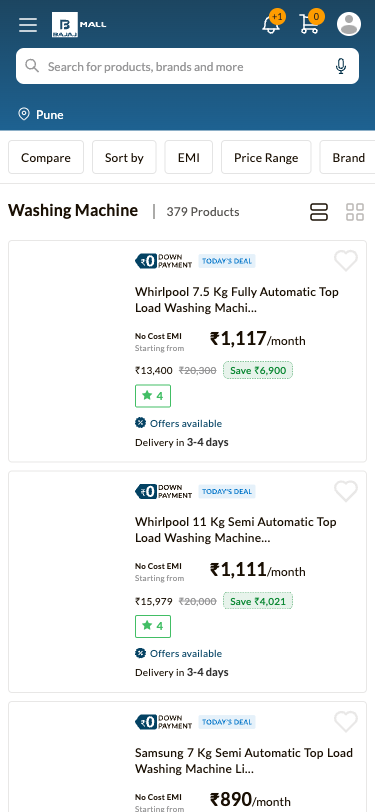 B
BAJAJ
MALL
+1
0
Search for products, brands and more
Pune
Compare
Sort by
EMI
Price Range
Brand
Washing Machine | 379 Products
₹0 DOWN PAYMENT
TODAY'S DEAL
Whirlpool 7.5 Kg Fully Automatic Top
Load Washing Machi...
No Cost EMI
Starting from
₹1,117/month
₹13,400 ₹20,300 Save ₹6,900
4
Offers available
Delivery in 3-4 days
₹0 DOWN PAYMENT
TODAY'S DEAL
Whirlpool 11 Kg Semi Automatic Top
Load Washing Machine...
No Cost EMI
Starting from
₹1,111/month
₹15,979 ₹20,000 Save ₹4,021
4
Offers available
Delivery in 3-4 days
₹0 DOWN PAYMENT
TODAY'S DEAL
Samsung 7 Kg Semi Automatic Top Load
Washing Machine Li...
No Cost EMI
Starting from
₹890/month